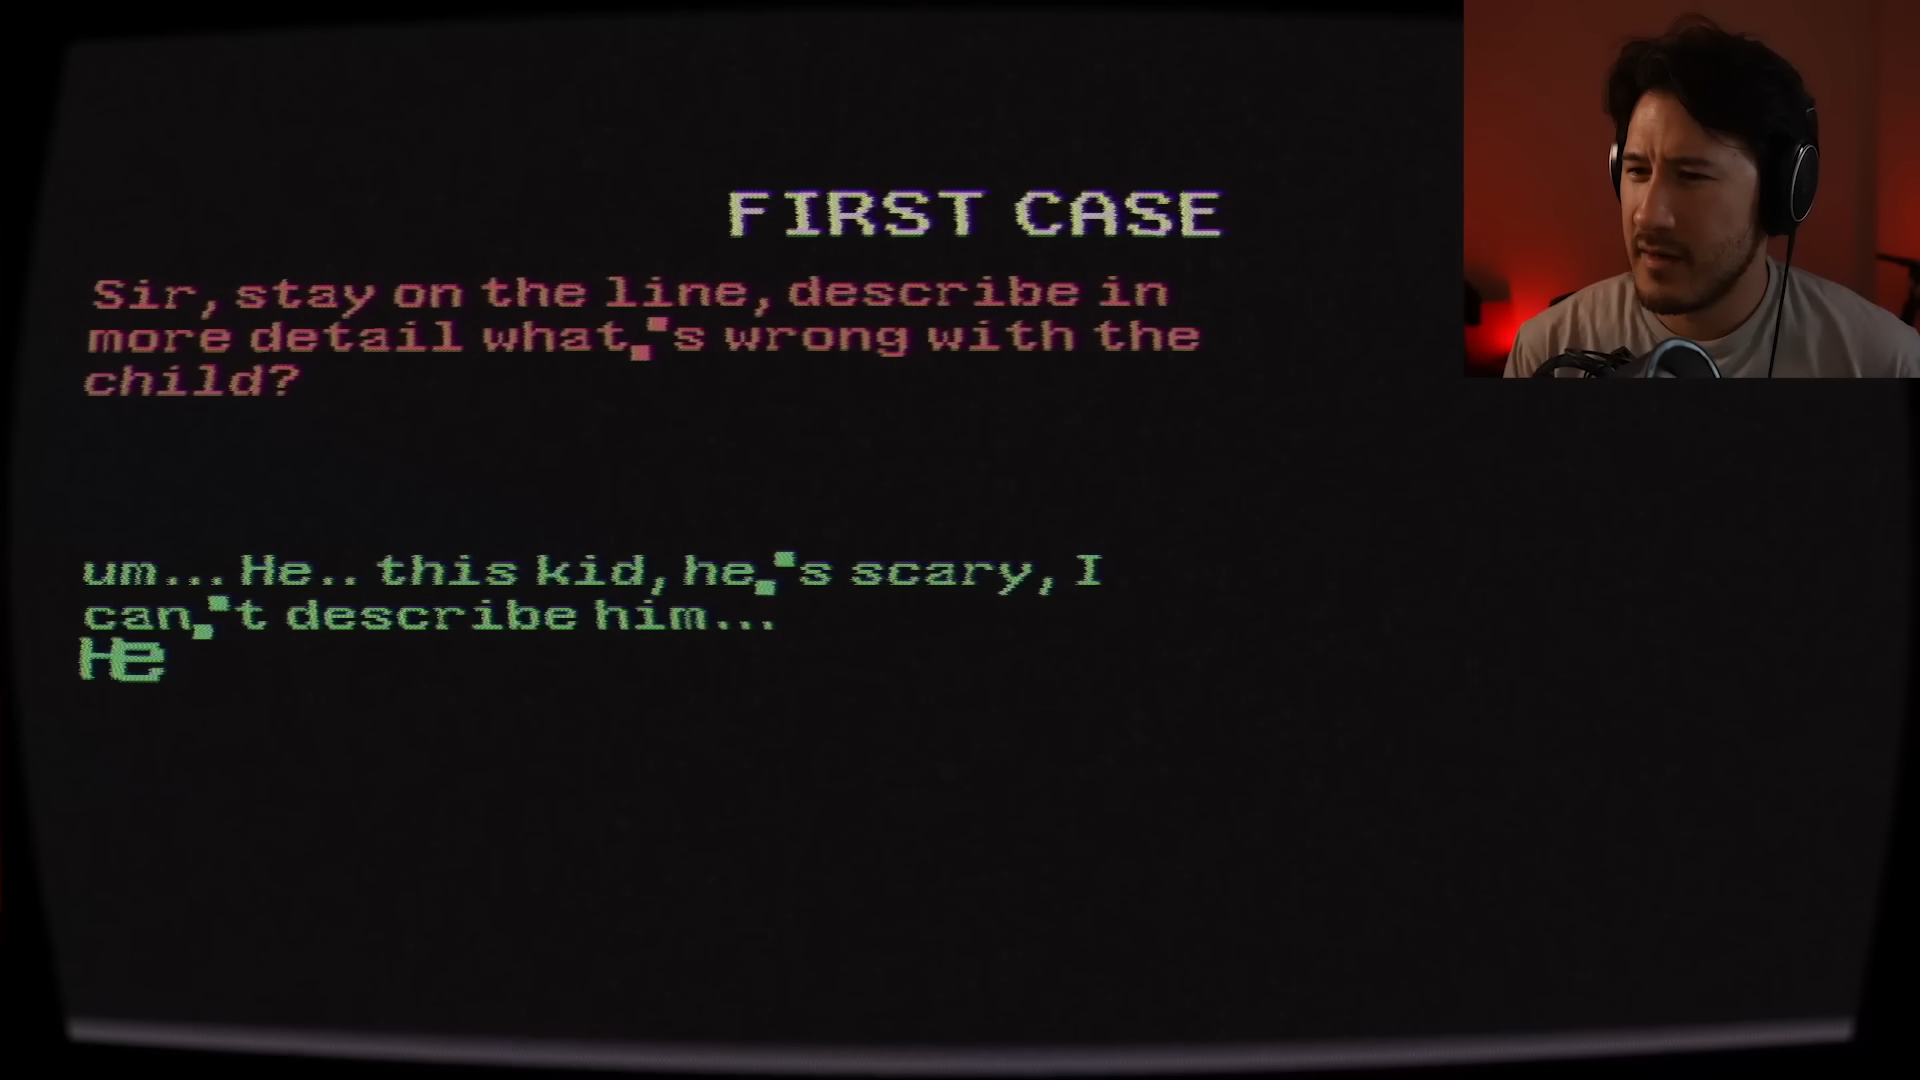 FIRST CASE
Sir, stay on the line, describe in
more detail what's wrong with the
child?
um... He.. this kid, he's scary, I
can't describe him...
He